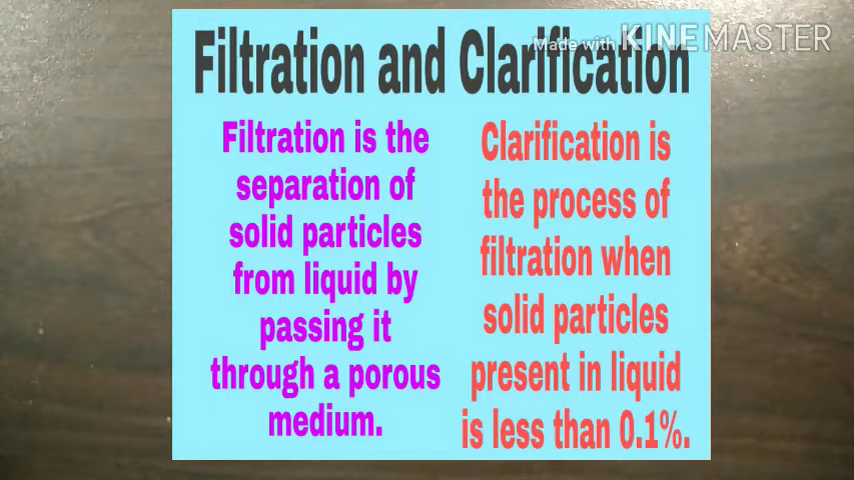 Filtration and Clarification
Made with KINEMASTER
Filtration is the
separation of
solid particles
from liquid by
passing it
through a porous
medium.
Clarification is
the process of
filtration when
solid particles
present in liquid
is less than 0.1%.